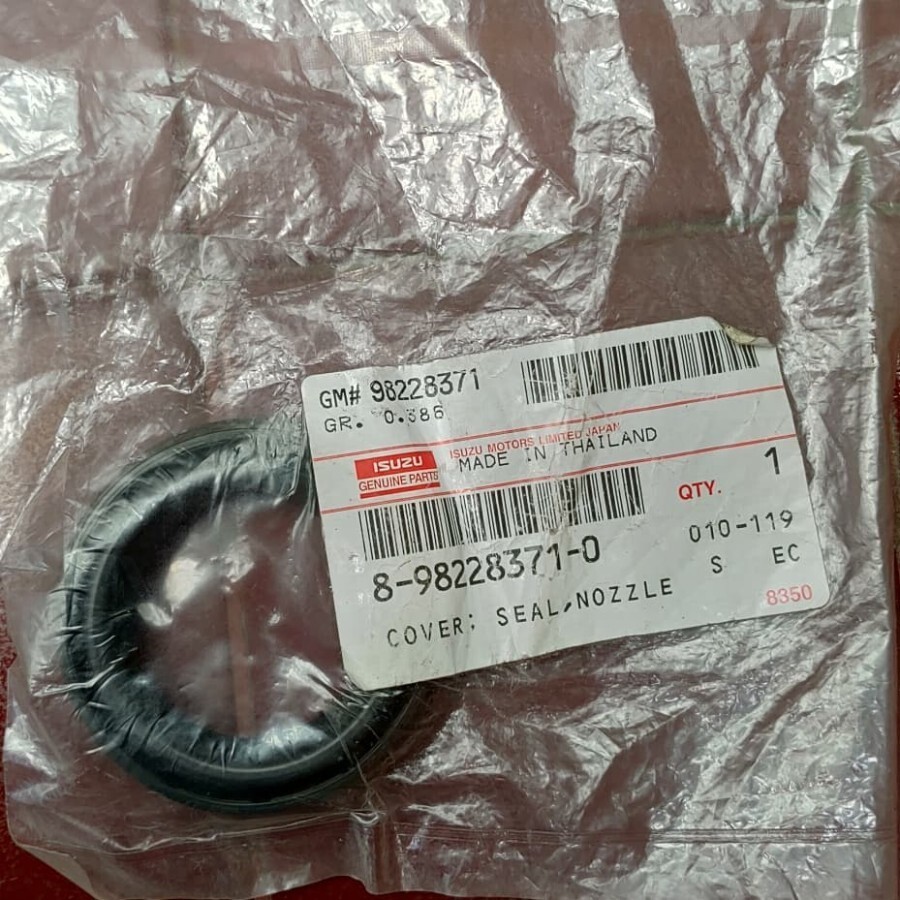 GM# 98228371
GR. 0.386
ISUZU MOTORS LIMITED JAPAN
MADE IN THAILAND
ISUZU
GENUINE PARTS
QTY. 1
8-98228371-0
010-119
S EC
COVER; SEAL,NOZZLE
8350